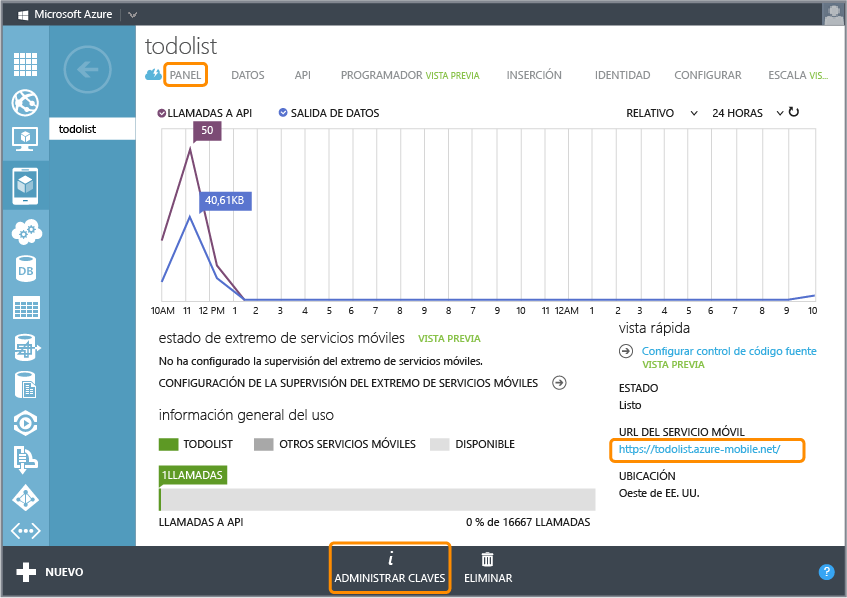 Microsoft Azure
todolist
todolist
PANEL DATOS API PROGRAMADOR VISTA PREVIA INSERCIÓN IDENTIDAD CONFIGURAR ESCALA VIS...
LLAMADAS A API SALIDA DE DATOS RELATIVO 24 HORAS
50
40,61KB
10AM 11 12 PM 1 2 3 4 5 6 7 8 9 10 11 12AM 1 2 3 4 5 6 7 8 9 10
estado de extremo de servicios móviles VISTA PREVIA
No ha configurado la supervisión del extremo de servicios móviles.
CONFIGURACIÓN DE LA SUPERVISIÓN DEL EXTREMO DE SERVICIOS MÓVILES
información general del uso
TODOLIST OTROS SERVICIOS MÓVILES DISPONIBLE
1LLAMADAS
LLAMADAS A API 0 % de 16667 LLAMADAS
vista rápida
Configurar control de código fuente
VISTA PREVIA
ESTADO
Listo
URL DEL SERVICIO MÓVIL
https://todolist.azure-mobile.net/
UBICACIÓN
Oeste de EE. UU.
DB
NUEVO
i
ADMINISTRAR CLAVES
ELIMINAR
?